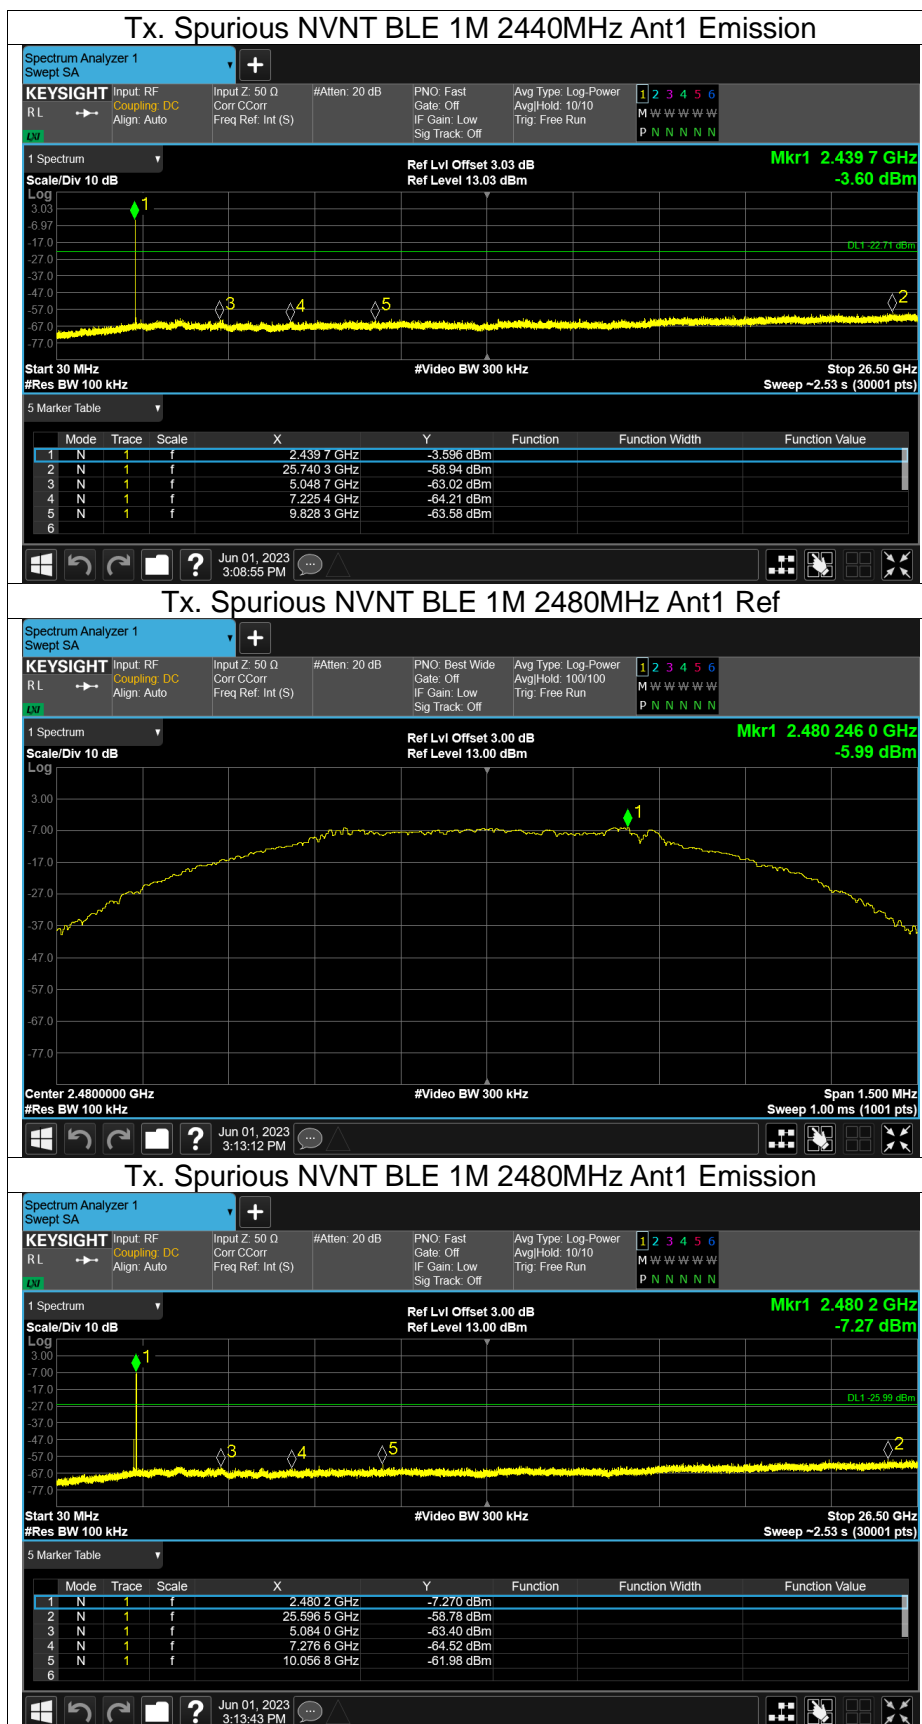 Tx. Spurious NVNT BLE 1M 2440MHz Ant1 Emission
Spectrum Analyzer 1
Swept SA
+
KEYSIGHT Input: RF Input Z: 50 Ω #Atten: 20 dB PNO: Fast Avg Type: Log-Power 1 2 3 4 5 6
R L Coupling: DC Corr CCorr Gate: Off Avg|Hold: 10/10 M W W W W W
Align: Auto Freq Ref: Int (S) IF Gain: Low Trig: Free Run
LXI Sig Track: Off P N N N N N
1 Spectrum Ref Lvl Offset 3.03 dB Mkr1 2.439 7 GHz
Scale/Div 10 dB Ref Level 13.03 dBm -3.60 dBm
Log
1
3.03
-6.97
-17.0 DL1 -22.71 dBm
-27.0
-37.0
-47.0
-57.0 3 4 5 2
-67.0
-77.0
Start 30 MHz #Video BW 300 kHz Stop 26.50 GHz
#Res BW 100 kHz Sweep ~2.53 s (30001 pts)
5 Marker Table
Mode Trace Scale X Y Function Function Width Function Value
1 N 1 f 2.439 7 GHz -3.596 dBm
2 N 1 f 25.740 3 GHz -58.94 dBm
3 N 1 f 5.048 7 GHz -63.02 dBm
4 N 1 f 7.225 4 GHz -64.21 dBm
5 N 1 f 9.828 3 GHz -63.58 dBm
6
? Jun 01, 2023
3:08:55 PM
Tx. Spurious NVNT BLE 1M 2480MHz Ant1 Ref
Spectrum Analyzer 1
Swept SA
+
KEYSIGHT Input: RF Input Z: 50 Ω #Atten: 20 dB PNO: Best Wide Avg Type: Log-Power 1 2 3 4 5 6
R L Coupling: DC Corr CCorr Gate: Off Avg|Hold: 100/100 M W W W W W
Align: Auto Freq Ref: Int (S) IF Gain: Low Trig: Free Run
LXI Sig Track: Off P N N N N N
1 Spectrum Ref Lvl Offset 3.00 dB Mkr1 2.480 246 0 GHz
Scale/Div 10 dB Ref Level 13.00 dBm -5.99 dBm
Log
3.00
1
-7.00
-17.0
-27.0
-37.0
-47.0
-57.0
-67.0
-77.0
Center 2.4800000 GHz #Video BW 300 kHz Span 1.500 MHz
#Res BW 100 kHz Sweep 1.00 ms (1001 pts)
? Jun 01, 2023
3:13:12 PM
Tx. Spurious NVNT BLE 1M 2480MHz Ant1 Emission
Spectrum Analyzer 1
Swept SA
+
KEYSIGHT Input: RF Input Z: 50 Ω #Atten: 20 dB PNO: Fast Avg Type: Log-Power 1 2 3 4 5 6
R L Coupling: DC Corr CCorr Gate: Off Avg|Hold: 10/10 M W W W W W
Align: Auto Freq Ref: Int (S) IF Gain: Low Trig: Free Run
LXI Sig Track: Off P N N N N N
1 Spectrum Ref Lvl Offset 3.00 dB Mkr1 2.480 2 GHz
Scale/Div 10 dB Ref Level 13.00 dBm -7.27 dBm
Log
3.00 1
-7.00
-17.0
-27.0 DL1 -25.99 dBm
-37.0
-47.0
-57.0 3 4 5 2
-67.0
-77.0
Start 30 MHz #Video BW 300 kHz Stop 26.50 GHz
#Res BW 100 kHz Sweep ~2.53 s (30001 pts)
5 Marker Table
Mode Trace Scale X Y Function Function Width Function Value
1 N 1 f 2.480 2 GHz -7.270 dBm
2 N 1 f 25.596 5 GHz -58.78 dBm
3 N 1 f 5.084 0 GHz -63.40 dBm
4 N 1 f 7.276 6 GHz -64.52 dBm
5 N 1 f 10.056 8 GHz -61.98 dBm
6
? Jun 01, 2023
3:13:43 PM